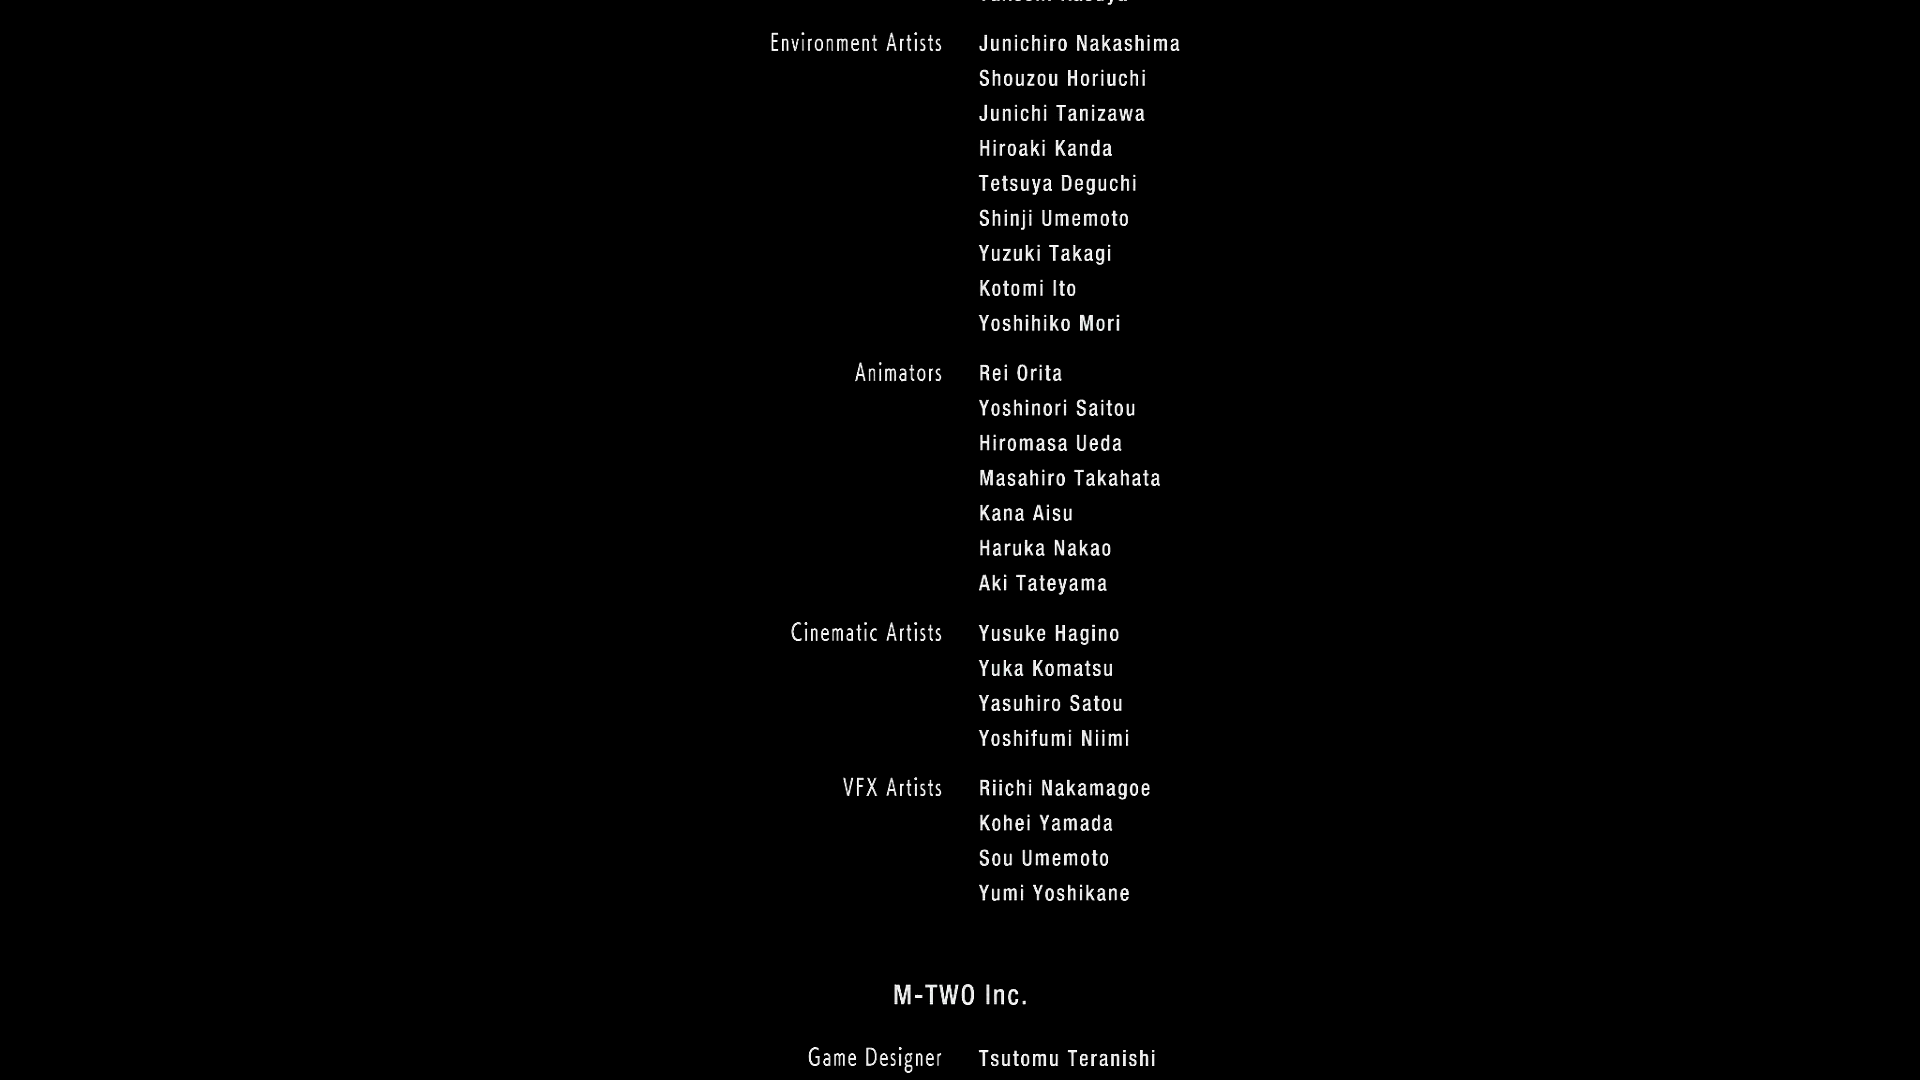 Environment Artists Junichiro Nakashima
Shouzou Horiuchi
Junichi Tanizawa
Hiroaki Kanda
Tetsuya Deguchi
Shinji Umemoto
Yuzuki Takagi
Kotomi Ito
Yoshihiko Mori
Animators Rei Orita
Yoshinori Saitou
Hiromasa Ueda
Masahiro Takahata
Kana Aisu
Haruka Nakao
Aki Tateyama
Cinematic Artists Yusuke Hagino
Yuka Komatsu
Yasuhiro Satou
Yoshifumi Niimi
VFX Artists Riichi Nakamagoe
Kohei Yamada
Sou Umemoto
Yumi Yoshikane
M-TWO Inc.
Game Designer Tsutomu Teranishi